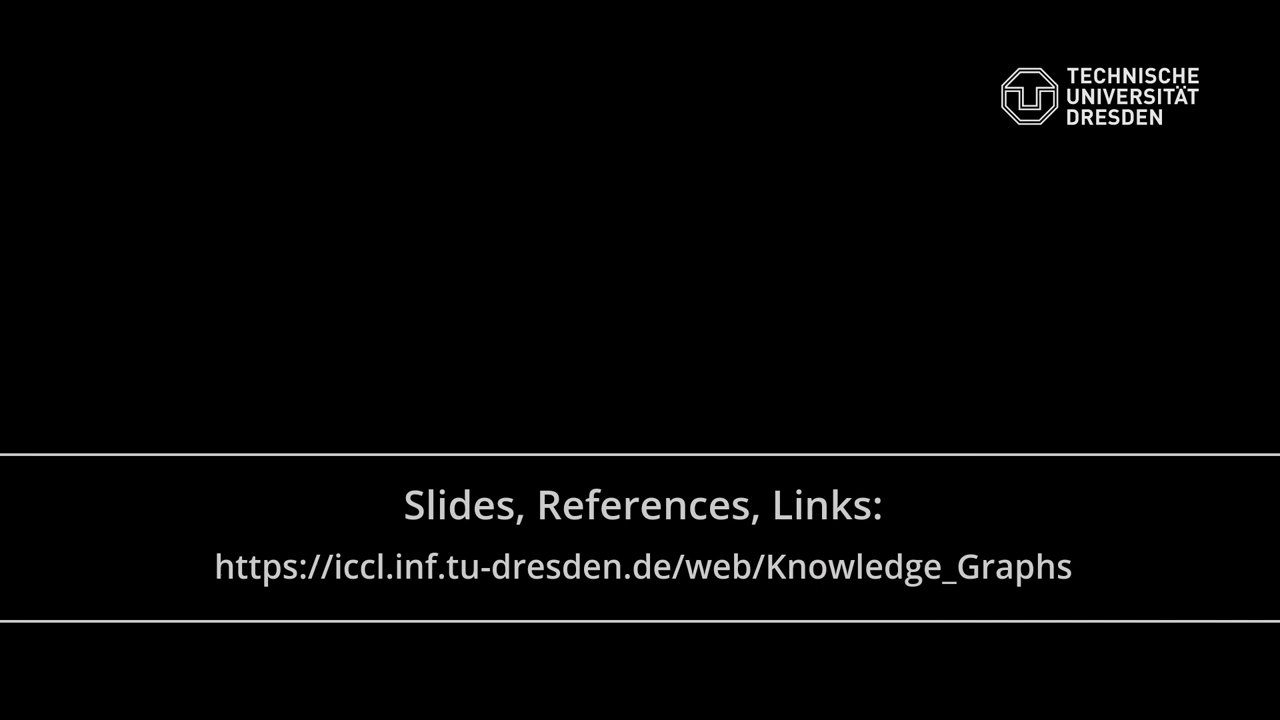 TECHNISCHE
UNIVERSITÄT
DRESDEN
Slides, References, Links:
https://iccl.inf.tu-dresden.de/web/Knowledge_Graphs